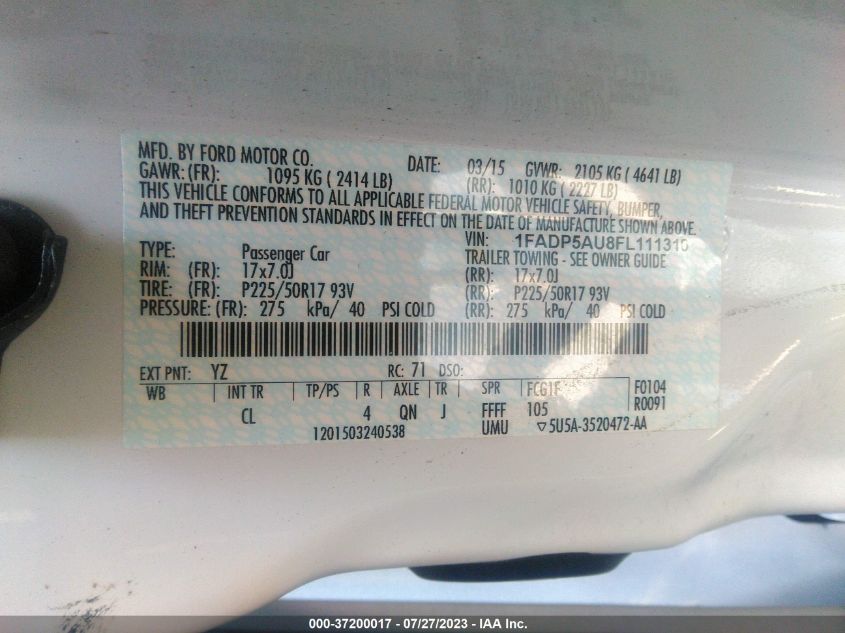 MFD. BY FORD MOTOR CO. DATE: 03/15 GVWR: 2105 KG ( 4641 LB)
GAWR: (FR): 1095 KG ( 2414 LB) (RR): 1010 KG ( 2227 LB)
THIS VEHICLE CONFORMS TO ALL APPLICABLE FEDERAL MOTOR VEHICLE SAFETY, BUMPER,
AND THEFT PREVENTION STANDARDS IN EFFECT ON THE DATE OF MANUFACTURE SHOWN ABOVE.
VIN: 1FADP5AU8FL111316
TYPE: Passenger Car TRAILER TOWING - SEE OWNER GUIDE
RIM: (FR): 17x7.0J (RR): 17x7.0J
TIRE: (FR): P225/50R17 93V (RR): P225/50R17 93V
PRESSURE: (FR): 275 kPa/ 40 PSI COLD (RR): 275 kPa/ 40 PSI COLD
EXT PNT: YZ RC: 71 DSO:
WB INT TR TP/PS R AXLE TR SPR FCG1F F0104
CL 4 QN J FFFF 105 R0091
1201503240538 UMU ▽5U5A-3520472-AA
000-37200017 - 07/27/2023 - IAA Inc.